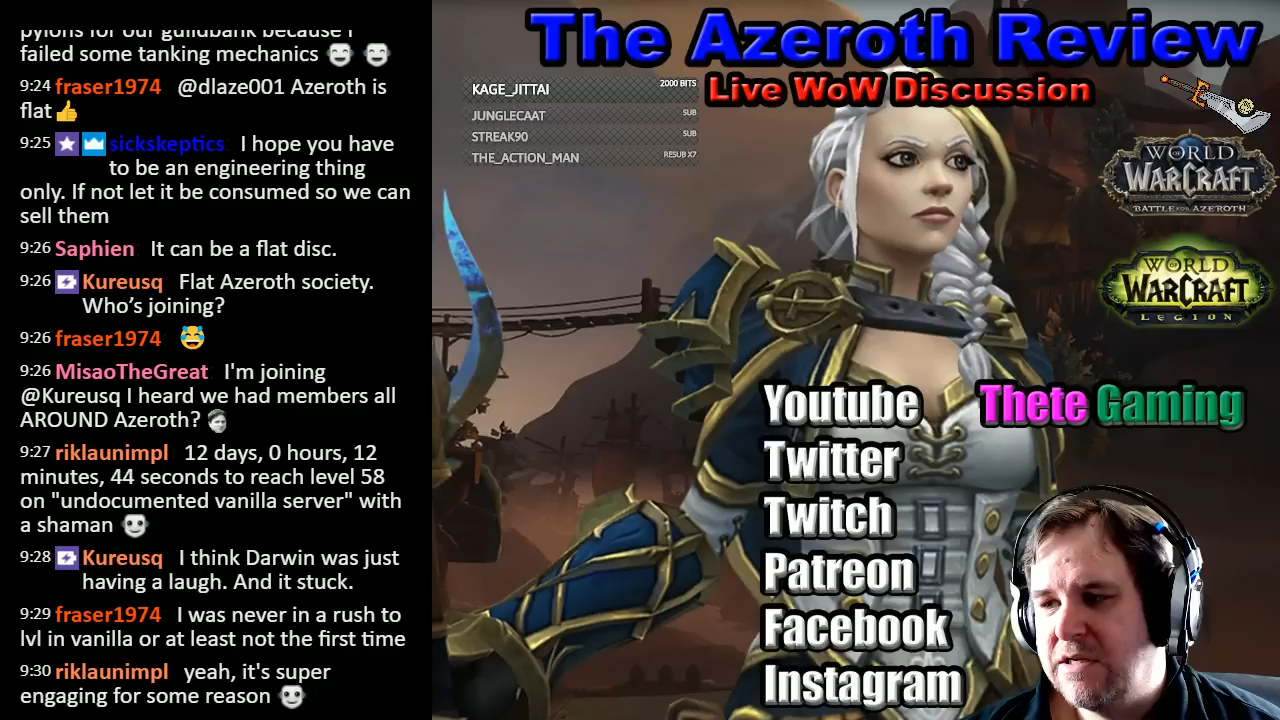 pylons for our guildbank because I
failed some tanking mechanics
9:24 fraser1974 @dlaze001 Azeroth is
flat
9:25 sickskeptics I hope you have
to be an engineering thing
only. If not let it be consumed so we can
sell them
9:26 Saphien It can be a flat disc.
9:26 Kureusq Flat Azeroth society.
Who's joining?
9:26 fraser1974
9:26 MisaoTheGreat I'm joining
@Kureusq I heard we had members all
AROUND Azeroth?
9:27 riklaunimpl 12 days, 0 hours, 12
minutes, 44 seconds to reach level 58
on "undocumented vanilla server" with
a shaman
9:28 Kureusq I think Darwin was just
having a laugh. And it stuck.
9:29 fraser1974 I was never in a rush to
lvl in vanilla or at least not the first time
9:30 riklaunimpl yeah, it's super
engaging for some reason
The Azeroth Review
Live WoW Discussion
KAGE_JITTAI 2000 BITS
JUNGLECAAT SUB
STREAK90 SUB
THE_ACTION_MAN RESUB X7
WORLD
WARCRAFT
BATTLE FOR AZEROTH
WORLD
WARCRAFT
LEGION
Youtube Thete Gaming
Twitter
Twitch
Patreon
Facebook
Instagram